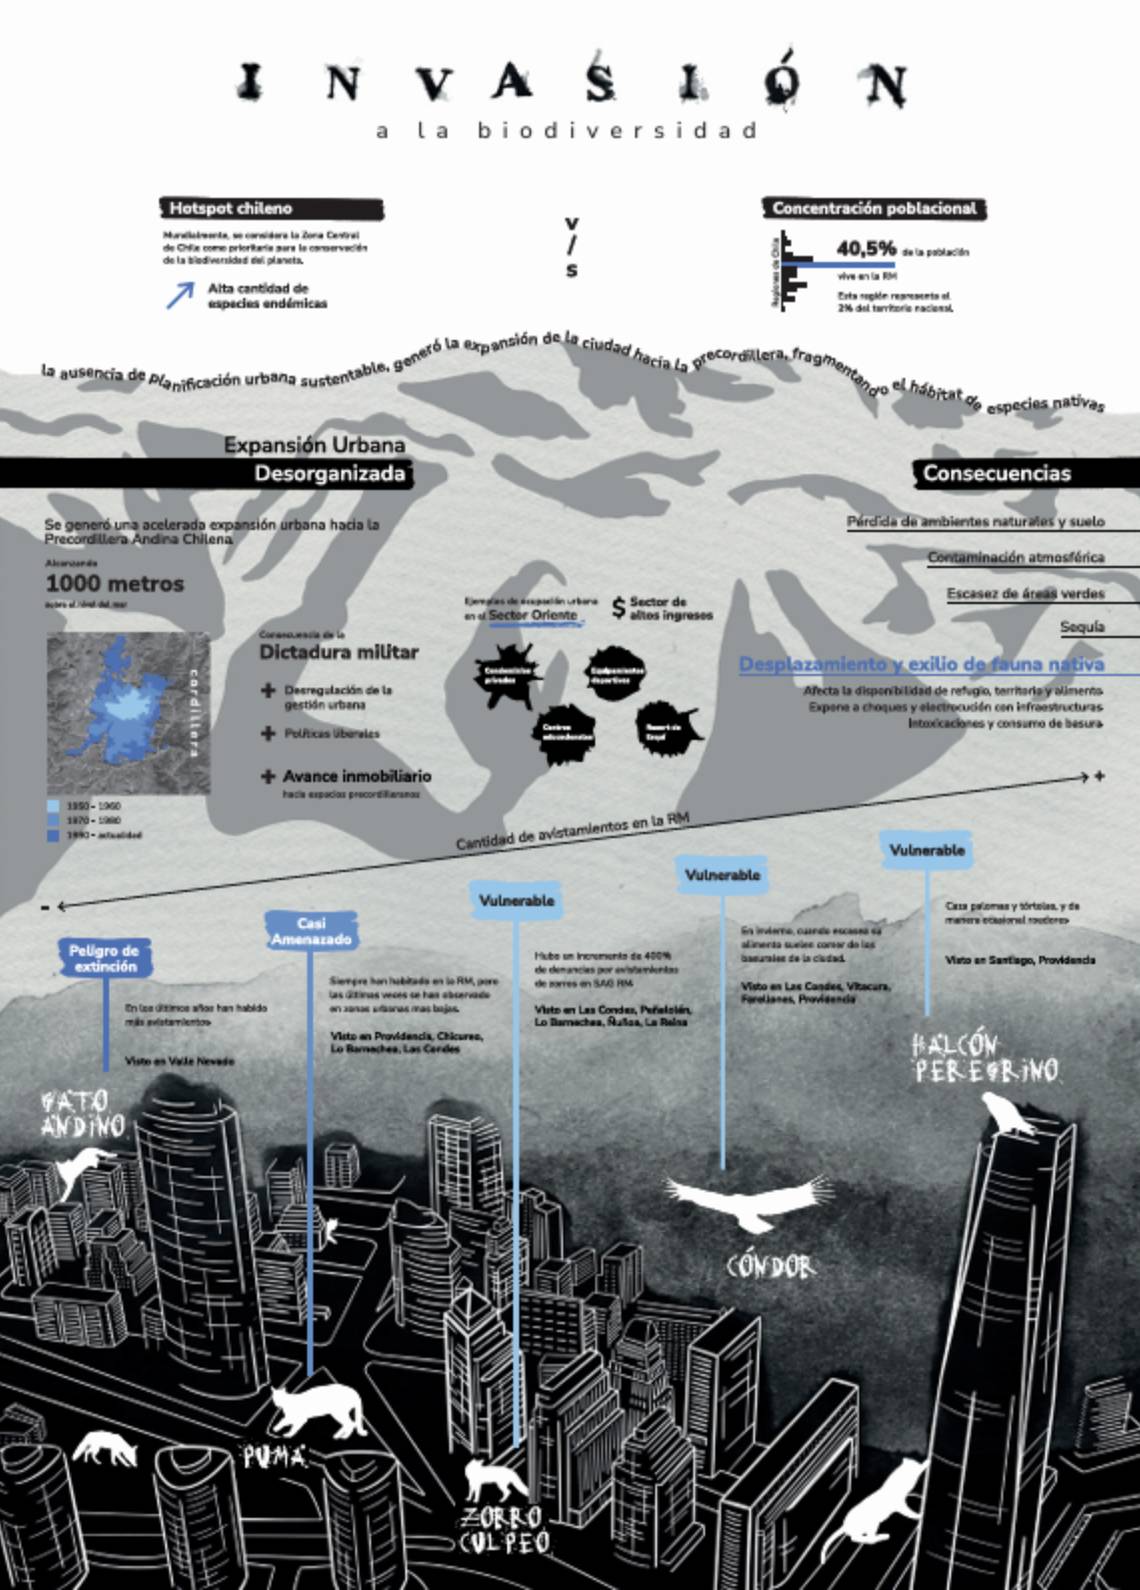 INVASIÓN
a la biodiversidad
Hotspot chileno
Mundialmente, se considera la Zona Central
de Chile como prioritaria para la conservación
de la biodiversidad del planeta.
Alta cantidad de
especies endémicas
v
/
s
Concentración poblacional
Regiones de Chile
40,5% de la población
vive en la RM
Esta región representa el
2% del territorio nacional.
la ausencia de planificación urbana sustentable, generó la expansión de la ciudad hacia la precordillera, fragmentando el hábitat de especies nativas
Expansión Urbana
Desorganizada
Se generó una acelerada expansión urbana hacia la
Precordillera Andina Chilena
Alcanzando
1000 metros
sobre el nivel del mar
cordillera
1950 - 1960
1970 - 1980
1990 - actualidad
Consecuencia de la
Dictadura militar
+ Desregulación de la
gestión urbana
+ Políticas liberales
+ Avance inmobiliario
hacia espacios precordilleranos
Ejemplos de ocupación urbana
en el Sector Oriente
$ Sector de
altos ingresos
Condominios
privados
Equipamientos
deportivos
Centros
educacionales
Resort de
Esquí
Consecuencias
Pérdida de ambientes naturales y suelo
Contaminación atmosférica
Escasez de áreas verdes
Sequía
Desplazamiento y exilio de fauna nativa
Afecta la disponibilidad de refugio, territorio y alimento
Expone a choques y electrocución con infraestructuras
Intoxicaciones y consumo de basura
- Cantidad de avistamientos en la RM +
Peligro de
extinción
En los últimos años han habido
más avistamientos
Visto en Valle Nevado
GATO
ANDINO
Casi
Amenazado
Siempre han habitado en la RM, pero
las últimas veces se han observado
en zonas urbanas mas bajas.
Visto en Providencia, Chicureo,
Lo Barnechea, Las Condes
PUMA
Vulnerable
Hubo un incremento de 400%
de denuncias por avistamientos
de zorros en SAG RM
Visto en Las Condes, Peñalolén,
Lo Barnechea, Ñuñoa, La Reina
ZORRO
CULPEO
Vulnerable
En invierno, cuando escasea su
alimento suelen comer de los
basurales de la ciudad.
Visto en Las Condes, Vitacura,
Farellones, Providencia
CÓNDOR
Vulnerable
Caza palomas y tórtolas, y de
manera ocasional roedores
Visto en Santiago, Providencia
HALCÓN
PEREGRINO